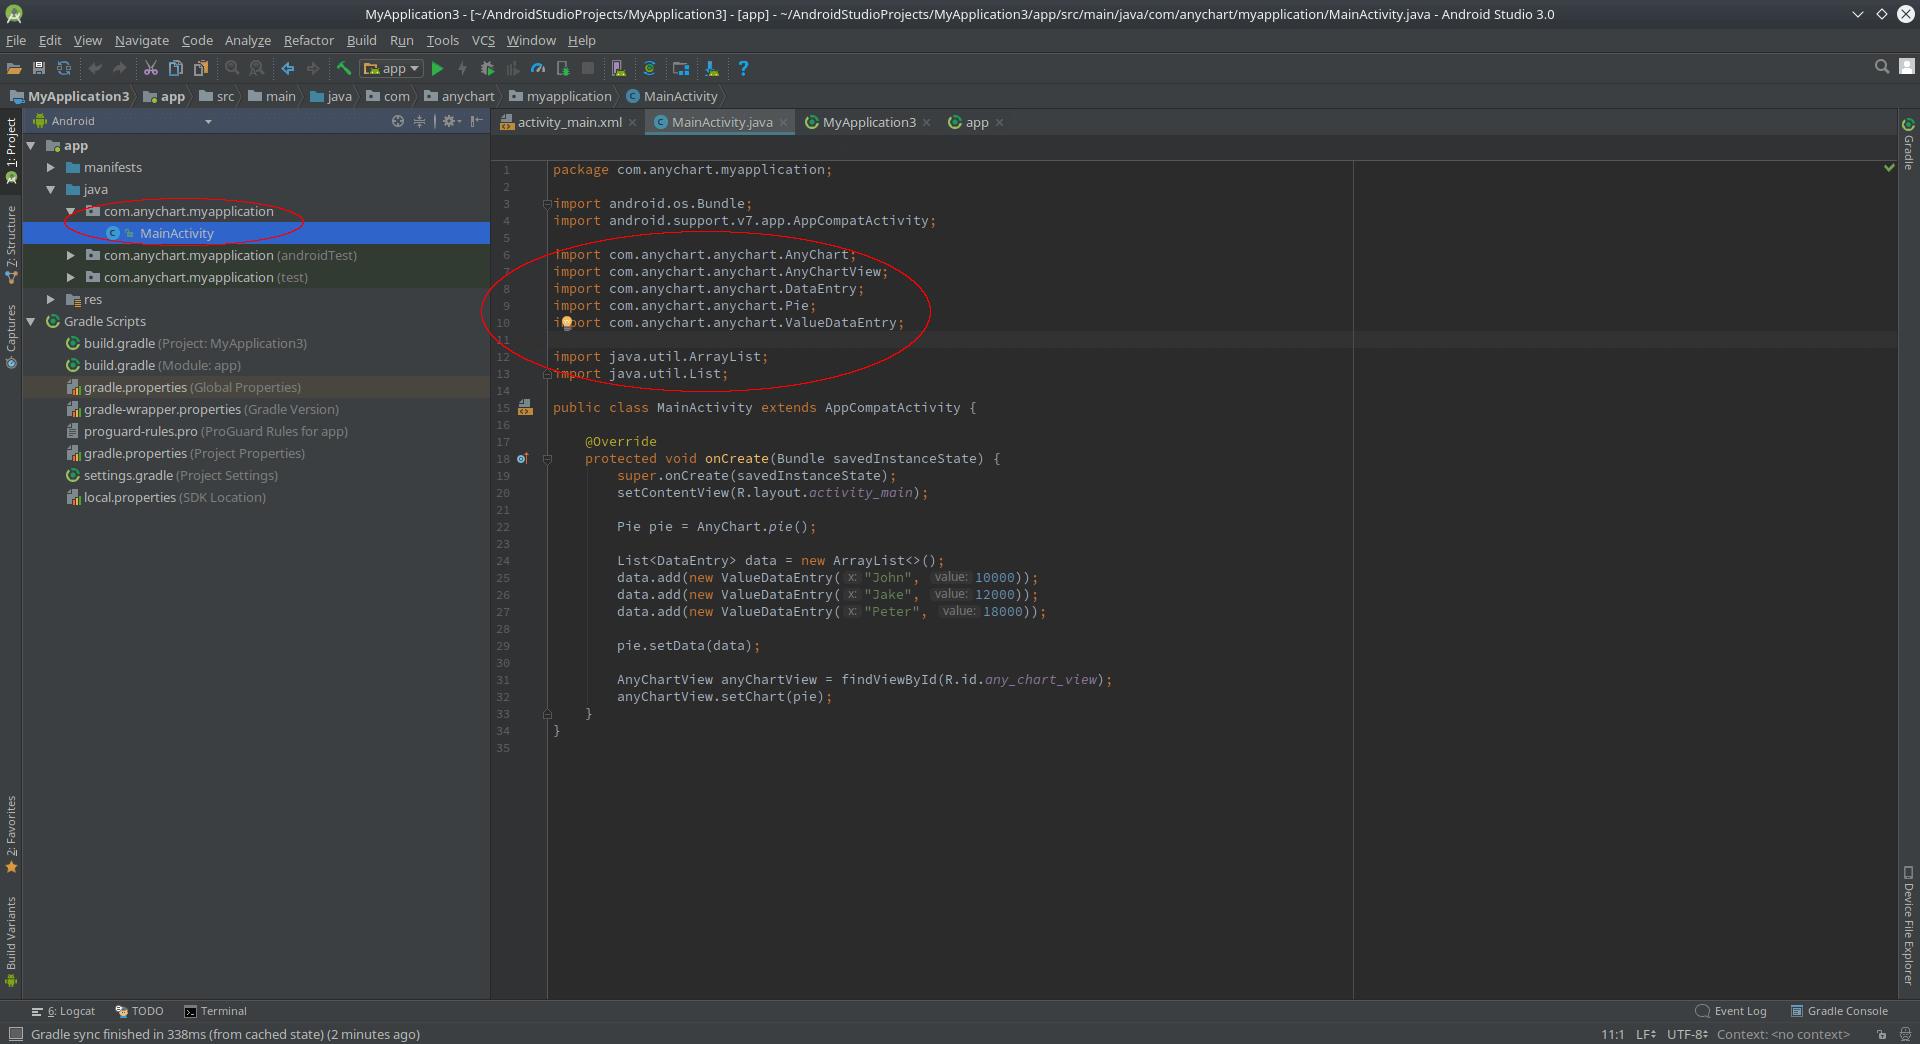 MyApplication3 - [~/AndroidStudioProjects/MyApplication3] - [app] - ~/AndroidStudioProjects/MyApplication3/app/src/main/java/com/anychart/myapplication/MainActivity.java - Android Studio 3.0
File Edit View Navigate Code Analyze Refactor Build Run Tools VCS Window Help
app
MyApplication3 app src main java com anychart myapplication MainActivity
1: Project
7: Structure
Captures
2: Favorites
Build Variants
Android
app
manifests
java
com.anychart.myapplication
MainActivity
com.anychart.myapplication (androidTest)
com.anychart.myapplication (test)
res
Gradle Scripts
build.gradle (Project: MyApplication3)
build.gradle (Module: app)
gradle.properties (Global Properties)
gradle-wrapper.properties (Gradle Version)
proguard-rules.pro (ProGuard Rules for app)
gradle.properties (Project Properties)
settings.gradle (Project Settings)
local.properties (SDK Location)
activity_main.xml MainActivity.java MyApplication3 app
1 package com.anychart.myapplication;
2
3 import android.os.Bundle;
4 import android.support.v7.app.AppCompatActivity;
5
6 import com.anychart.anychart.AnyChart;
7 import com.anychart.anychart.AnyChartView;
8 import com.anychart.anychart.DataEntry;
9 import com.anychart.anychart.Pie;
10 import com.anychart.anychart.ValueDataEntry;
11
12 import java.util.ArrayList;
13 import java.util.List;
14
15 public class MainActivity extends AppCompatActivity {
16
17 @Override
18 protected void onCreate(Bundle savedInstanceState) {
19 super.onCreate(savedInstanceState);
20 setContentView(R.layout.activity_main);
21
22 Pie pie = AnyChart.pie();
23
24 List<DataEntry> data = new ArrayList<>();
25 data.add(new ValueDataEntry( x: "John", value: 10000));
26 data.add(new ValueDataEntry( x: "Jake", value: 12000));
27 data.add(new ValueDataEntry( x: "Peter", value: 18000));
28
29 pie.setData(data);
30
31 AnyChartView anyChartView = findViewById(R.id.any_chart_view);
32 anyChartView.setChart(pie);
33 }
34 }
35
Gradle
Device File Explorer
6: Logcat TODO Terminal Event Log Gradle Console
Gradle sync finished in 338ms (from cached state) (2 minutes ago) 11:1 LF UTF-8 Context: <no context>